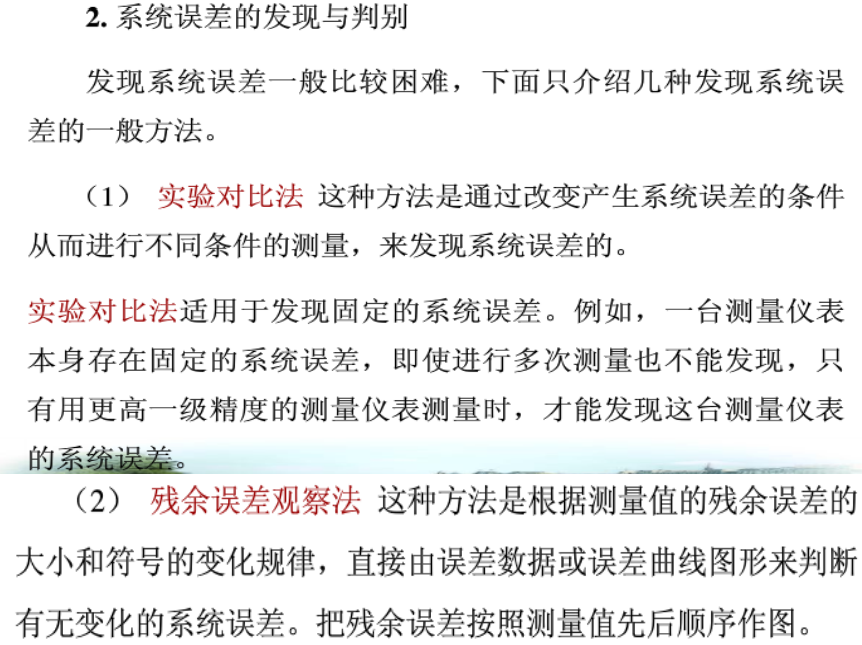 2. 系统误差的发现与判别
发现系统误差一般比较困难，下面只介绍几种发现系统误
差的一般方法。
（1） 实验对比法 这种方法是通过改变产生系统误差的条件
从而进行不同条件的测量，来发现系统误差的。
实验对比法适用于发现固定的系统误差。例如，一台测量仪表
本身存在固定的系统误差，即使进行多次测量也不能发现，只
有用更高一级精度的测量仪表测量时，才能发现这台测量仪表
的系统误差。
（2） 残余误差观察法 这种方法是根据测量值的残余误差的
大小和符号的变化规律，直接由误差数据或误差曲线图形来判断
有无变化的系统误差。把残余误差按照测量值先后顺序作图。